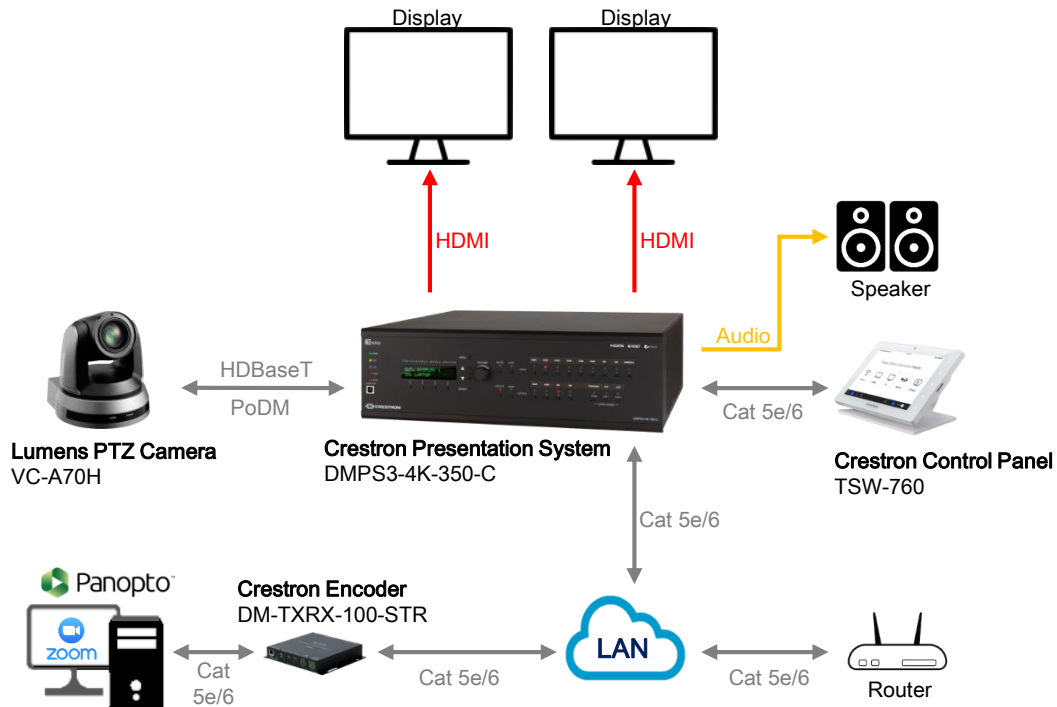 Display
Display
HDMI
HDMI
Speaker
Audio
HDBaseT
PoDM
CRESTRON
Cat 5e/6
Lumens PTZ Camera
VC-A70H
Crestron Presentation System
DMPS3-4K-350-C
Crestron Control Panel
TSW-760
Cat 5e/6
Panopto
zoom
Crestron Encoder
DM-TXRX-100-STR
Cat
5e/6
Cat 5e/6
LAN
Cat 5e/6
Router